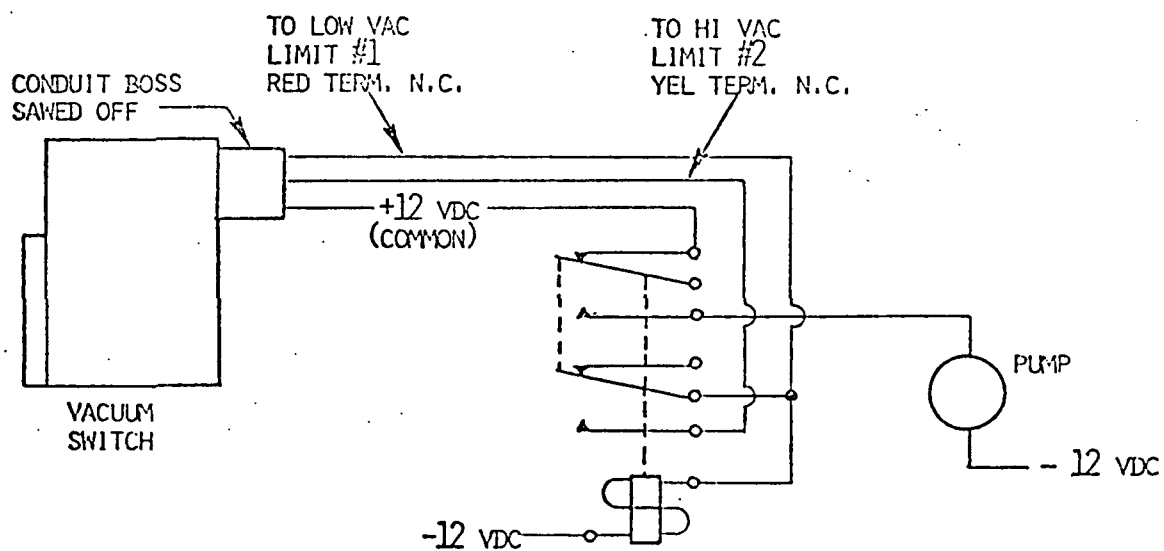 TO LOW VAC
LIMIT #1
RED TERM. N.C.
TO HI VAC
LIMIT #2
YEL TERM. N.C.
CONDUIT BOSS
SAWED OFF
+12 VDC
(COMMON)
VACUUM
SWITCH
PUMP
- 12 VDC
-12 VDC